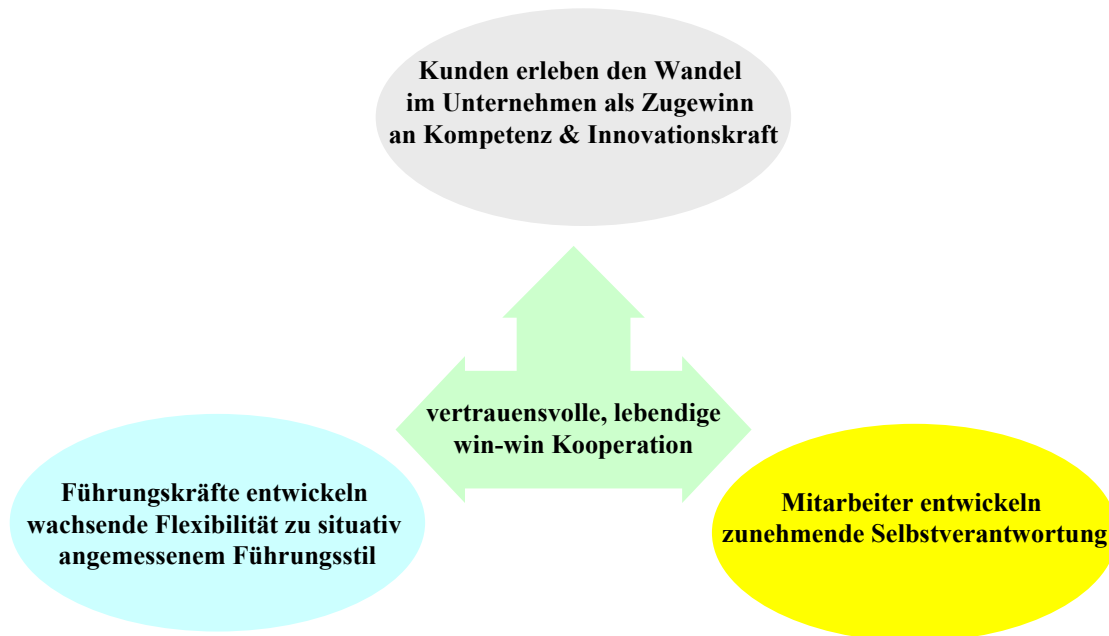 Kunden erleben den Wandel
im Unternehmen als Zugewinn
an Kompetenz & Innovationskraft
vertrauensvolle, lebendige
win-win Kooperation
Führungskräfte entwickeln
wachsende Flexibilität zu situativ
angemessenem Führungsstil
Mitarbeiter entwickeln
zunehmende Selbstverantwortung